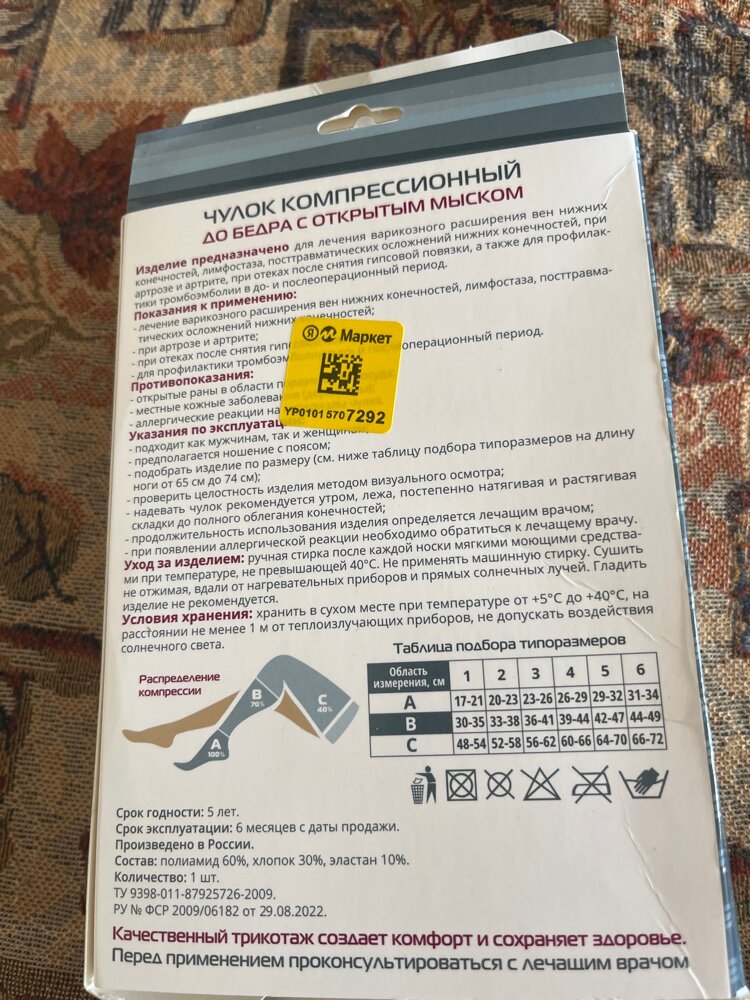 ЧУЛОК КОМПРЕССИОННЫЙ
ДО БЕДРА С ОТКРЫТЫМ МЫСКОМ
Изделие предназначено для лечения варикозного расширения вен нижних
конечностей, лимфостаза, посттравматических осложнений нижних конечностей, при
артрозе и артрите, при отеках после снятия гипсовой повязки, а также для профилак-
тики тромбоэмболии в до- и послеоперационный период.
Показания к применению:
- лечение варикозного расширения вен нижних конечностей, лимфостаза, посттравма-
тических осложнений нижних конечностей;
- при артрозе и артрите;
- при отеках после снятия
- для профилактики послеоперационный период.
Противопоказания:
- открытые раны в области
- местные кожные
- аллергические реакции на
Указания по эксплуатации:
- подходит как мужчинам, так и женщинам;
- предполагается ношение с поясом;
- подобрать изделие по размеру (см. ниже таблицу подбора типоразмеров на длину
ноги от 65 см до 74 см);
- проверить целостность изделия методом визуального осмотра;
- надевать чулок рекомендуется утром, лежа, постепенно натягивая и растягивая
складки до полного облегания конечностей;
- продолжительность использования изделия определяется лечащим врачом;
- при появлении аллергической реакции необходимо обратиться к лечащему врачу.
Уход за изделием: ручная стирка после каждой носки мягкими моющими средства-
ми при температуре, не превышающей 40°С. Не применять машинную стирку. Сушить
не отжимая, вдали от нагревательных приборов и прямых солнечных лучей. Гладить
изделие не рекомендуется.
Условия хранения: хранить в сухом месте при температуре от +5°С до +40°С, на
расстоянии не менее 1 м от теплоизлучающих приборов, не допускать воздействия
солнечного света.
Я М Маркет
YP0101 570 7292
Распределение
компрессии
A
100%
B
70%
C
40%
Таблица подбора типоразмеров
Область
измерения, см 1 2 3 4 5 6
A 17-21 20-23 23-26 26-29 29-32 31-34
B 30-35 33-38 36-41 39-44 42-47 44-49
C 48-54 52-58 56-62 60-66 64-70 66-72
Срок годности: 5 лет.
Срок эксплуатации: 6 месяцев с даты продажи.
Произведено в России.
Состав: полиамид 60%, хлопок 30%, эластан 10%.
Количество: 1 шт.
ТУ 9398-011-87925726-2009.
РУ № ФСР 2009/06182 от 29.08.2022.
Качественный трикотаж создает комфорт и сохраняет здоровье.
Перед применением проконсультироваться с лечащим врачом